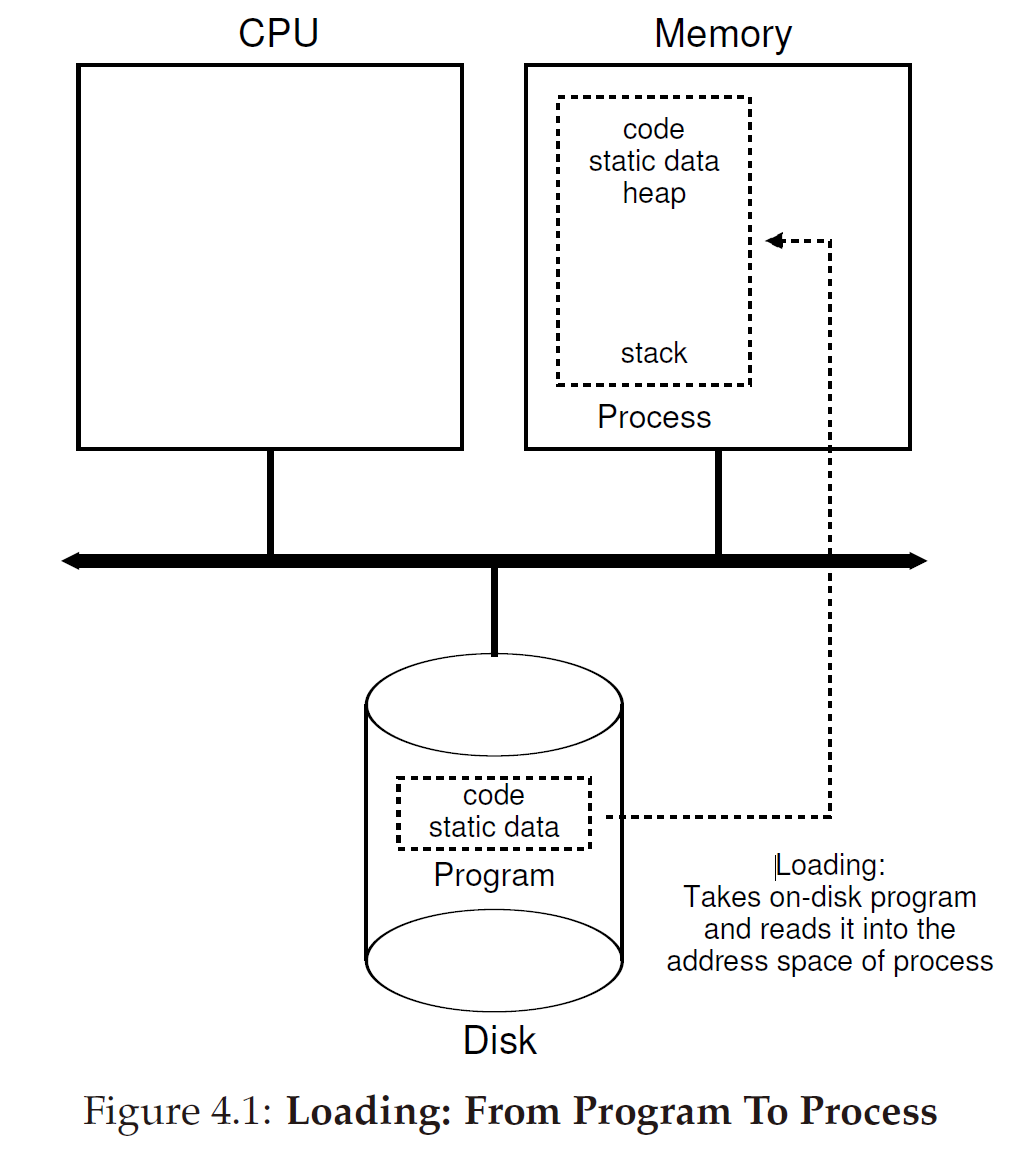 CPU
Memory
code
static data
heap
stack
Process
code
static data
Program
Loading:
Takes on-disk program
and reads it into the
address space of process
Disk
Figure 4.1: Loading: From Program To Process